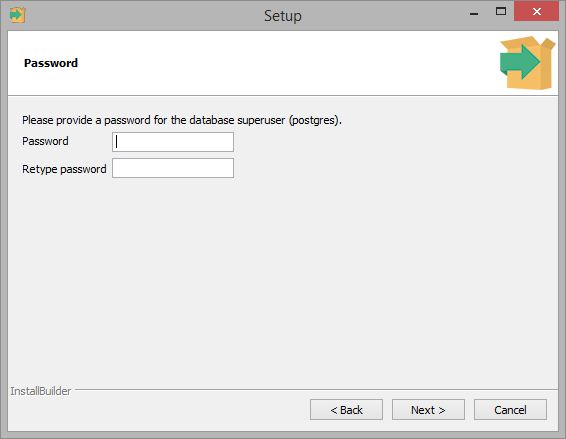 Setup
Password
Please provide a password for the database superuser (postgres).
Password
Retype password
InstallBuilder
< Back
Next >
Cancel